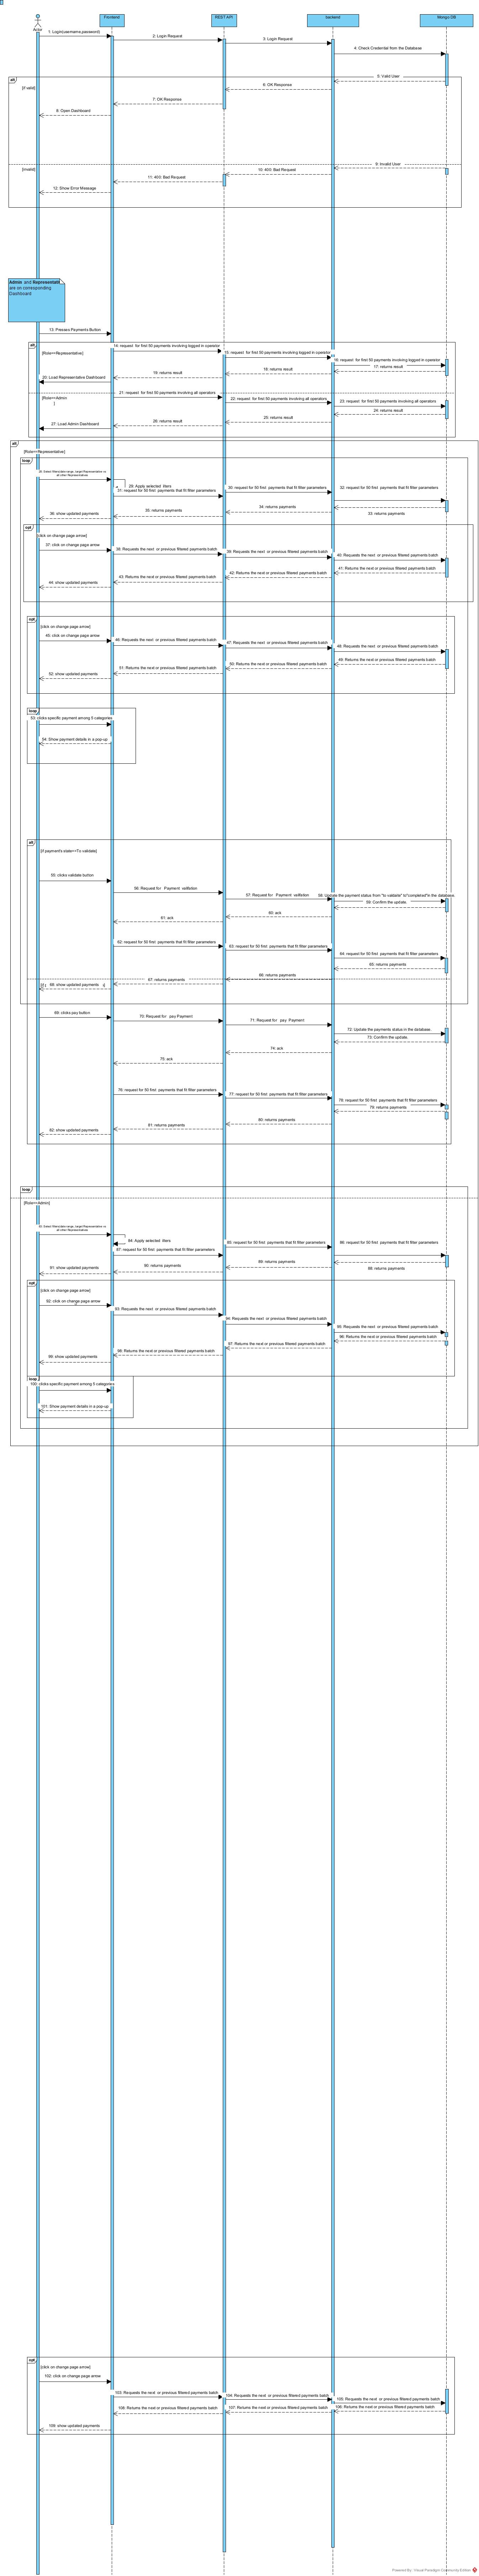 Actor
Frontend
REST API
backend
Mongo DB
1: Login(username,password)
2: Login Request
3: Login Request
4: Check Credential from the Database
alt
[if valid]
5: Valid User
6: OK Response
7: OK Response
8: Open Dashboard
[invalid]
9: Invalid User
10: 400: Bad Request
11: 400: Bad Request
12: Show Error Message
Admin and Representati
are on corresponding
Dashboard
13: Presses Payments Button
alt
[Role==Representative]
14: request for first 50 payments involving logged in operator
15: request for first 50 payments involving logged in operator
16: request for first 50 payments involving logged in operator
17: returns result
18: returns result
19: returns result
20: Load Representative Dashboard
[Role==Admin
]
21: request for first 50 payments involving all operators
22: request for first 50 payments involving all operators
23: request for first 50 payments involving all operators
24: returns result
25: returns result
26: returns result
27: Load Admin Dashboard
alt
[Role==Representative]
loop
29: Apply selected filters
30: request for 50 first payments that fit filter parameters
31: request for 50 first payments that fit filter parameters
32: request for 50 first payments that fit filter parameters
33: returns payments
34: returns payments
35: returns payments
36: show updated payments
opt
[click on change page arrow]
37: click on change page arrow
38: Requests the next or previous filtered payments batch
39: Requests the next or previous filtered payments batch
40: Requests the next or previous filtered payments batch
41: Returns the next or previous filtered payments batch
42: Returns the next or previous filtered payments batch
43: Returns the next or previous filtered payments batch
44: show updated payments
opt
[click on change page arrow]
45: click on change page arrow
46: Requests the next or previous filtered payments batch
47: Requests the next or previous filtered payments batch
48: Requests the next or previous filtered payments batch
49: Returns the next or previous filtered payments batch
50: Returns the next or previous filtered payments batch
51: Returns the next or previous filtered payments batch
52: show updated payments
loop
53: clicks specific payment among 5 categories
54: Show payment details in a pop-up
alt
[if payment's state==To validate]
55: clicks validate button
56: Request for Payment valifation
57: Request for Payment valifation
58: Update the payment status from "to validate" to"completed"in the database.
59: Confirm the update.
60: ack
61: ack
62: request for 50 first payments that fit filter parameters
63: request for 50 first payments that fit filter parameters
64: request for 50 first payments that fit filter parameters
65: returns payments
66: returns payments
67: returns payments
68: show updated payments
69: clicks pay button
70: Request for pay Payment
71: Request for pay Payment
72: Update the payments status in the database.
73: Confirm the update.
74: ack
75: ack
76: request for 50 first payments that fit filter parameters
77: request for 50 first payments that fit filter parameters
78: request for 50 first payments that fit filter parameters
79: returns payments
80: returns payments
81: returns payments
82: show updated payments
loop
[Role==Admin]
84: Apply selected filters
85: request for 50 first payments that fit filter parameters
86: request for 50 first payments that fit filter parameters
87: request for 50 first payments that fit filter parameters
88: returns payments
89: returns payments
90: returns payments
91: show updated payments
opt
[click on change page arrow]
92: click on change page arrow
93: Requests the next or previous filtered payments batch
94: Requests the next or previous filtered payments batch
95: Requests the next or previous filtered payments batch
96: Returns the next or previous filtered payments batch
97: Returns the next or previous filtered payments batch
98: Returns the next or previous filtered payments batch
99: show updated payments
loop
100: clicks specific payment among 5 categories
101: Show payment details in a pop-up
opt
[click on change page arrow]
102: click on change page arrow
103: Requests the next or previous filtered payments batch
104: Requests the next or previous filtered payments batch
105: Requests the next or previous filtered payments batch
106: Returns the next or previous filtered payments batch
107: Returns the next or previous filtered payments batch
108: Returns the next or previous filtered payments batch
109: show updated payments
Powered By: Visual Paradigm Community Edition